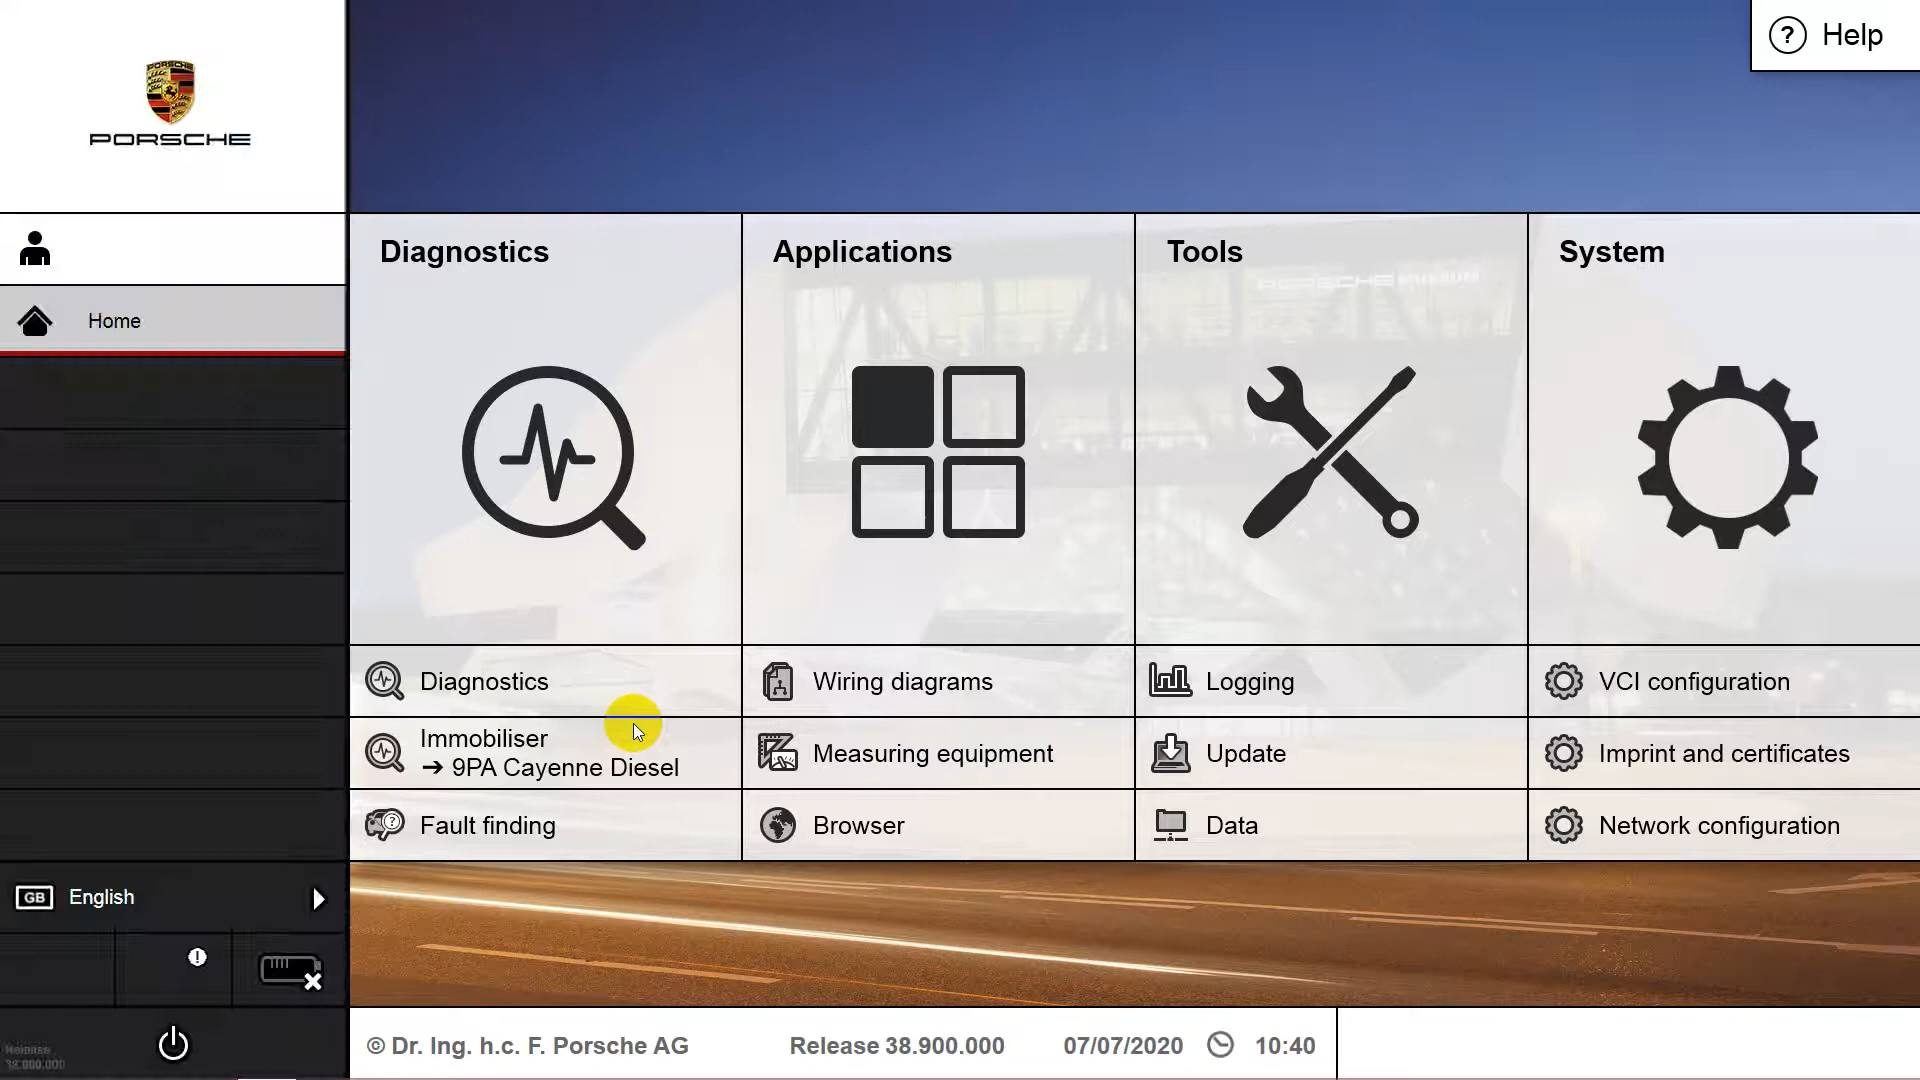 PORSCHE
PORSCHE
? Help
Home
Diagnostics
Applications
Tools
System
Diagnostics
Wiring diagrams
Logging
VCI configuration
Immobiliser
➔ 9PA Cayenne Diesel
Measuring equipment
Update
Imprint and certificates
Fault finding
Browser
Data
Network configuration
GB English
© Dr. Ing. h.c. F. Porsche AG
Release 38.900.000
07/07/2020
10:40
Release